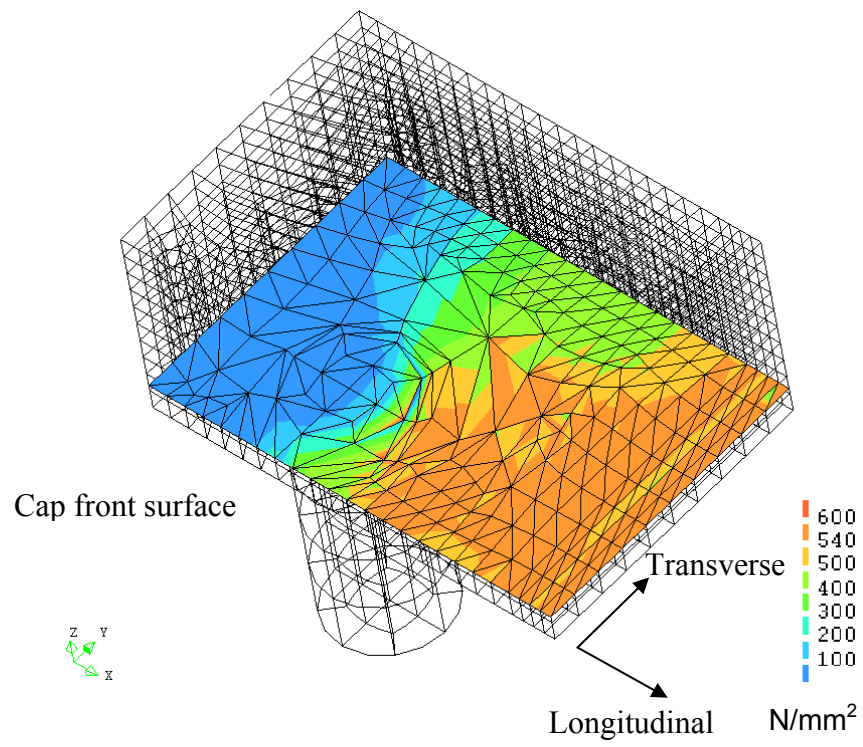 Cap front surface
Transverse
Longitudinal
Z
Y
X
600
540
500
400
300
200
100
N/mm²